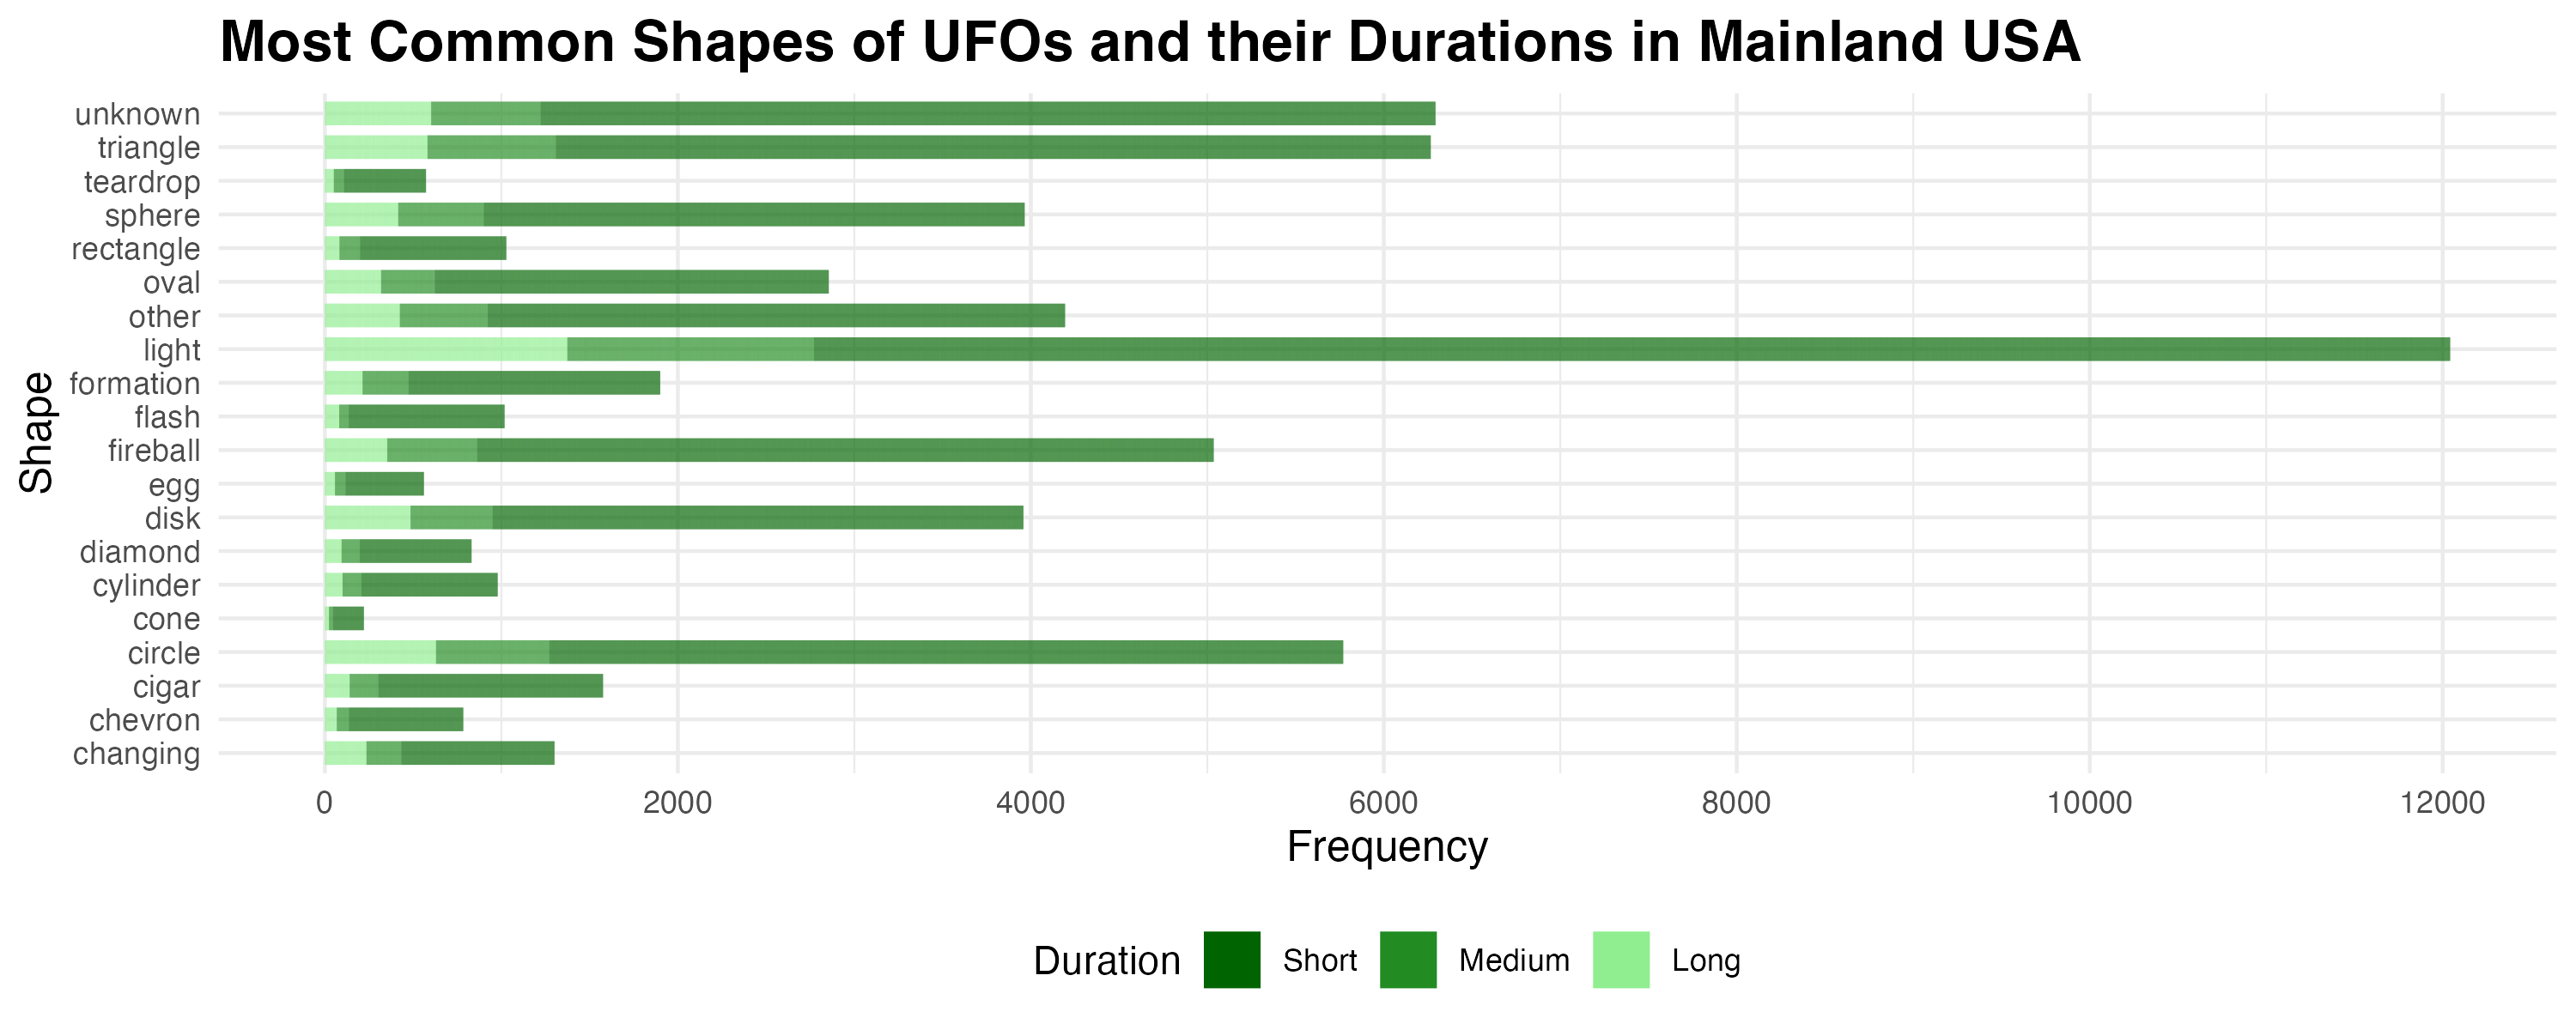 Most Common Shapes of UFOs and their Durations in Mainland USA
Shape
unknown
triangle
teardrop
sphere
rectangle
oval
other
light
formation
flash
fireball
egg
disk
diamond
cylinder
cone
circle
cigar
chevron
changing
0 2000 4000 6000 8000 10000 12000
Frequency
Duration Short Medium Long